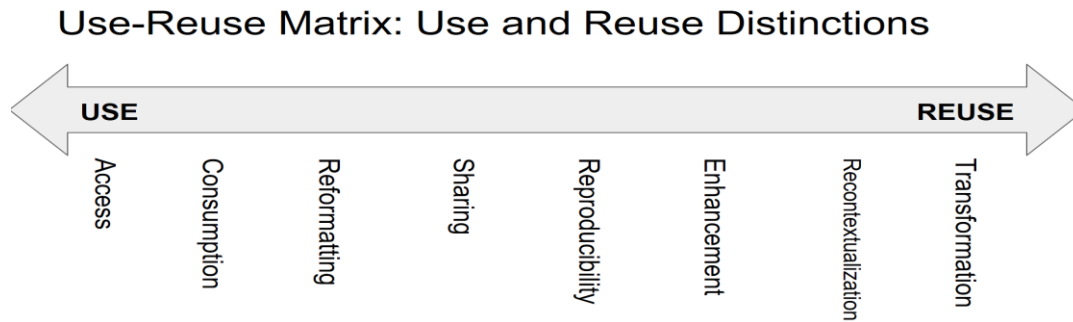 Use-Reuse Matrix: Use and Reuse Distinctions
USE
REUSE
Access
Consumption
Reformatting
Sharing
Reproducibility
Enhancement
Recontextualization
Transformation